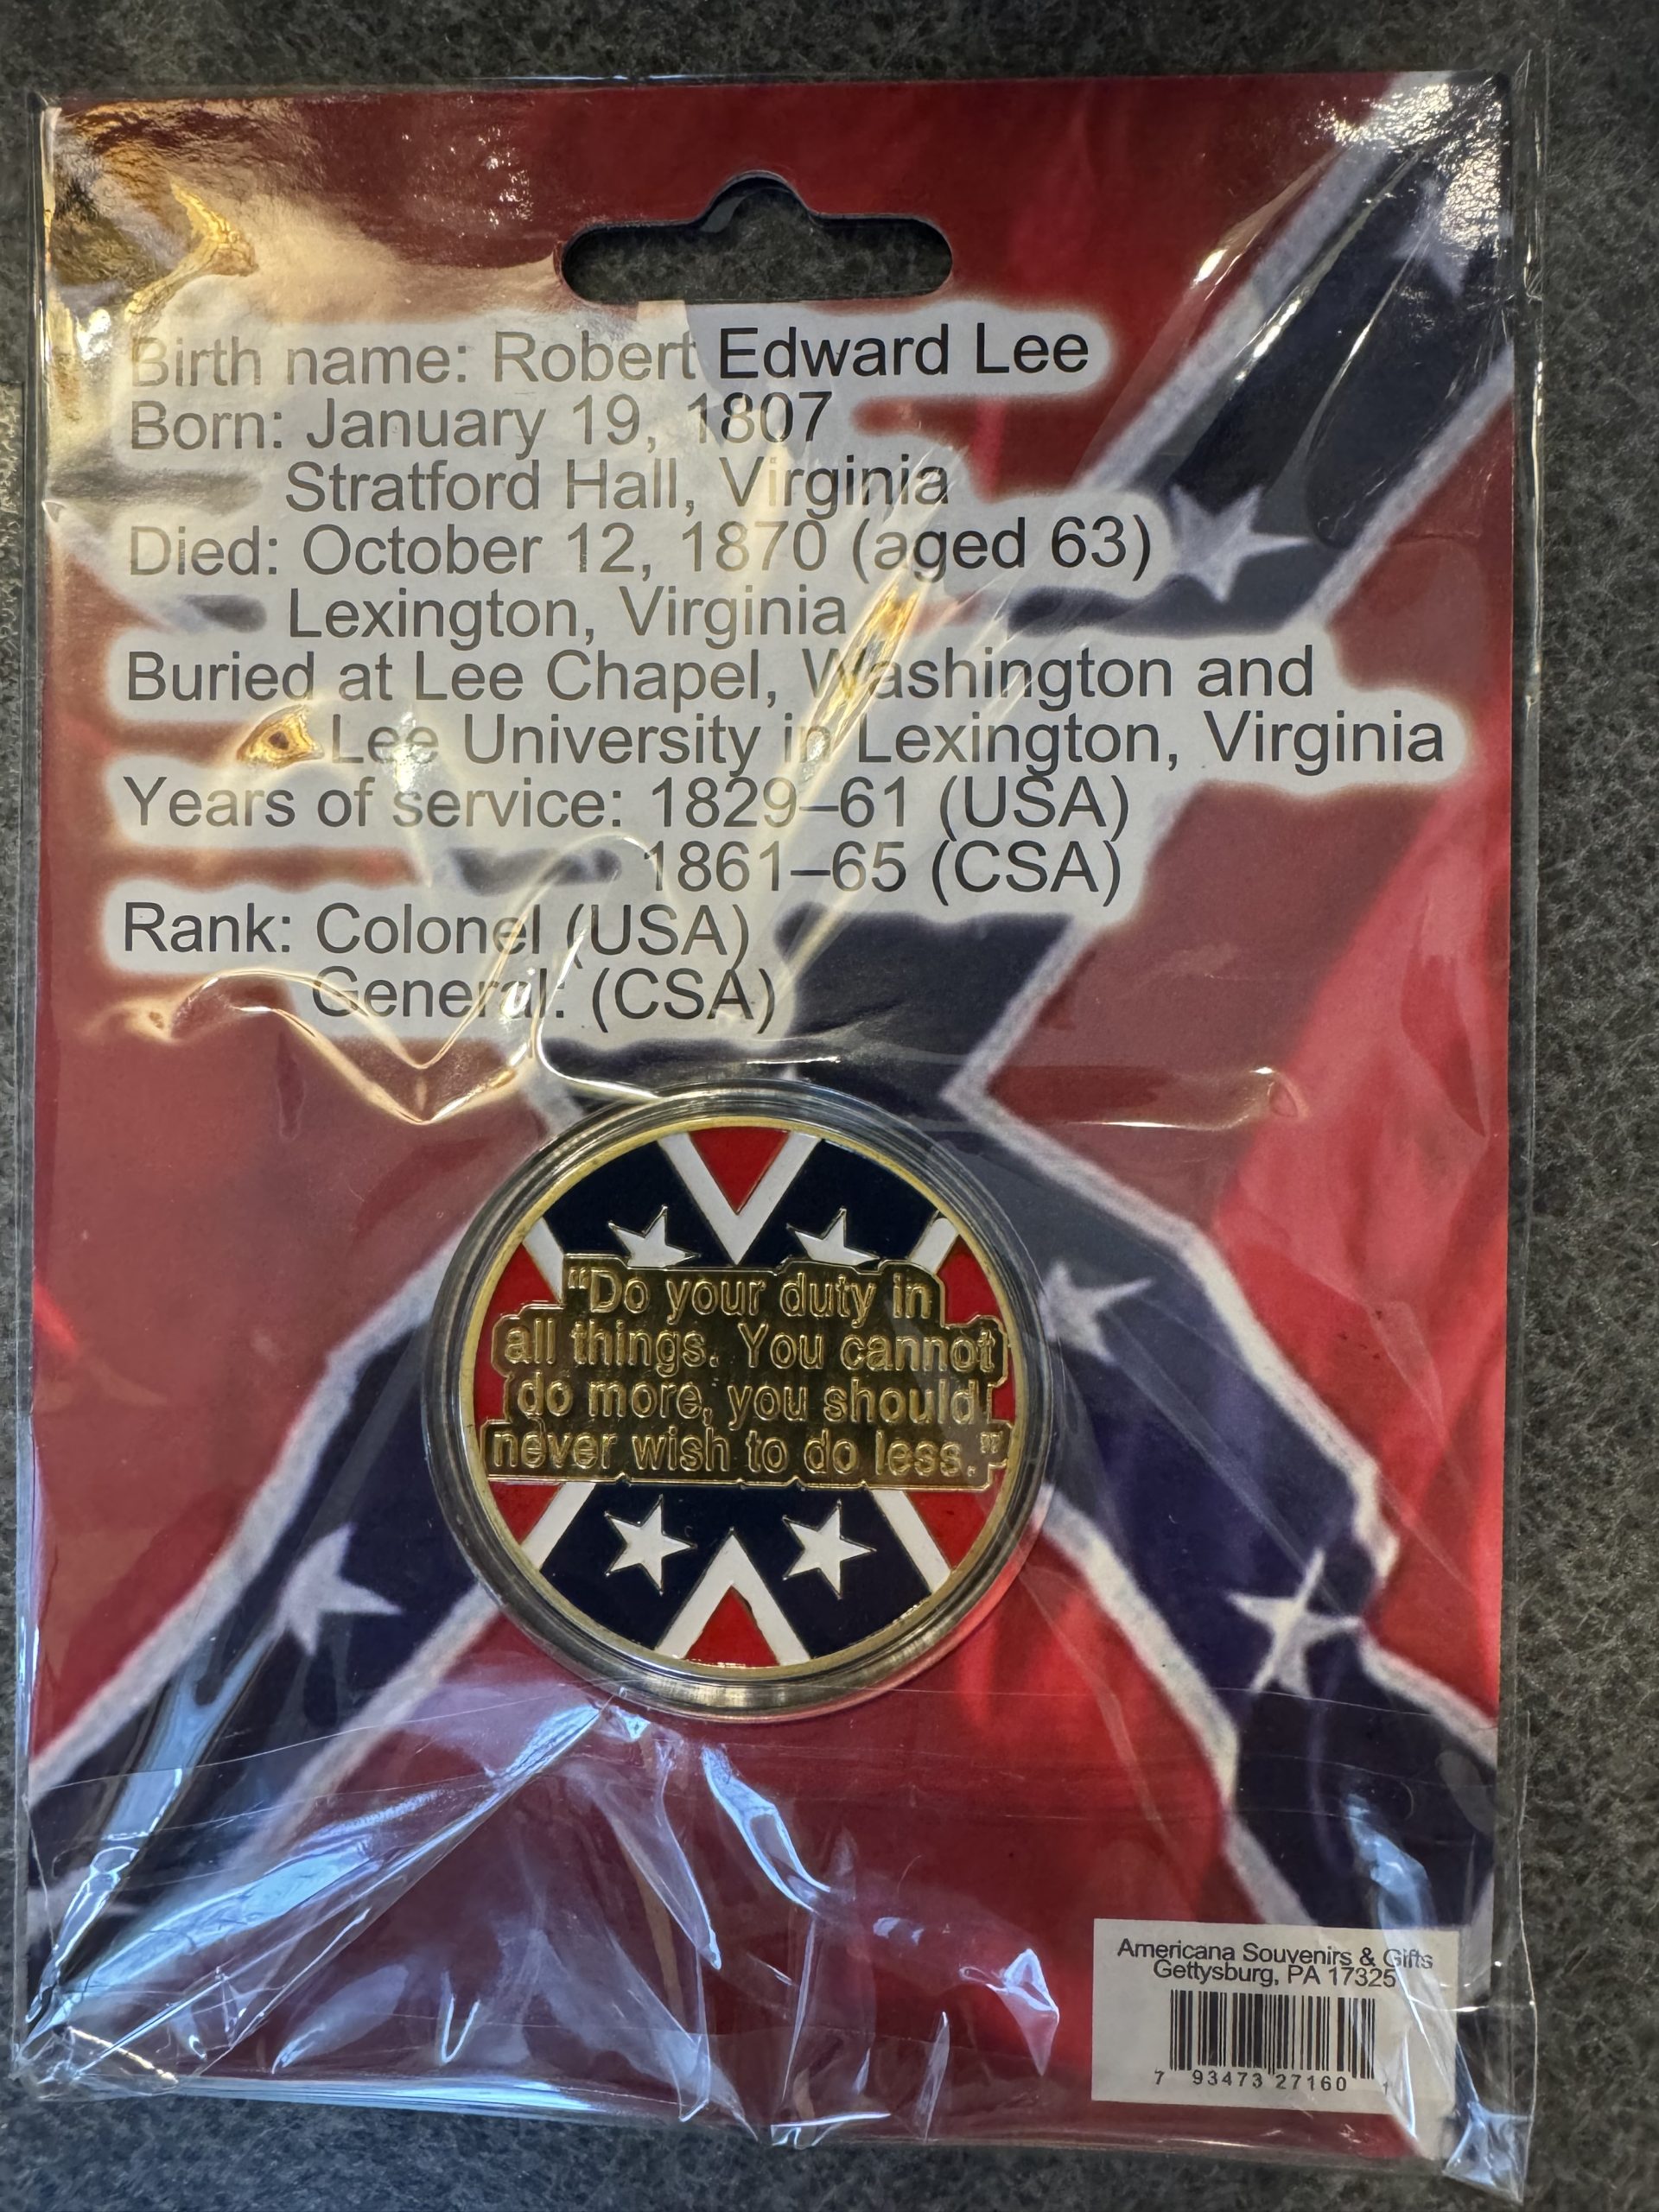 Birth name: Robert Edward Lee
Born: January 19, 1807
Stratford Hall, Virginia
Died: October 12, 1870 (aged 63)
Lexington, Virginia
Buried at Lee Chapel, Washington and
Lee University in Lexington, Virginia
Years of service: 1829–61 (USA)
1861–65 (CSA)
Rank: Colonel (USA)
General: (CSA)
“Do your duty in
all things. You cannot
do more, you should
never wish to do less.”
Americana Souvenirs & Gifts
Gettysburg, PA 17325
7 93473 27160 1